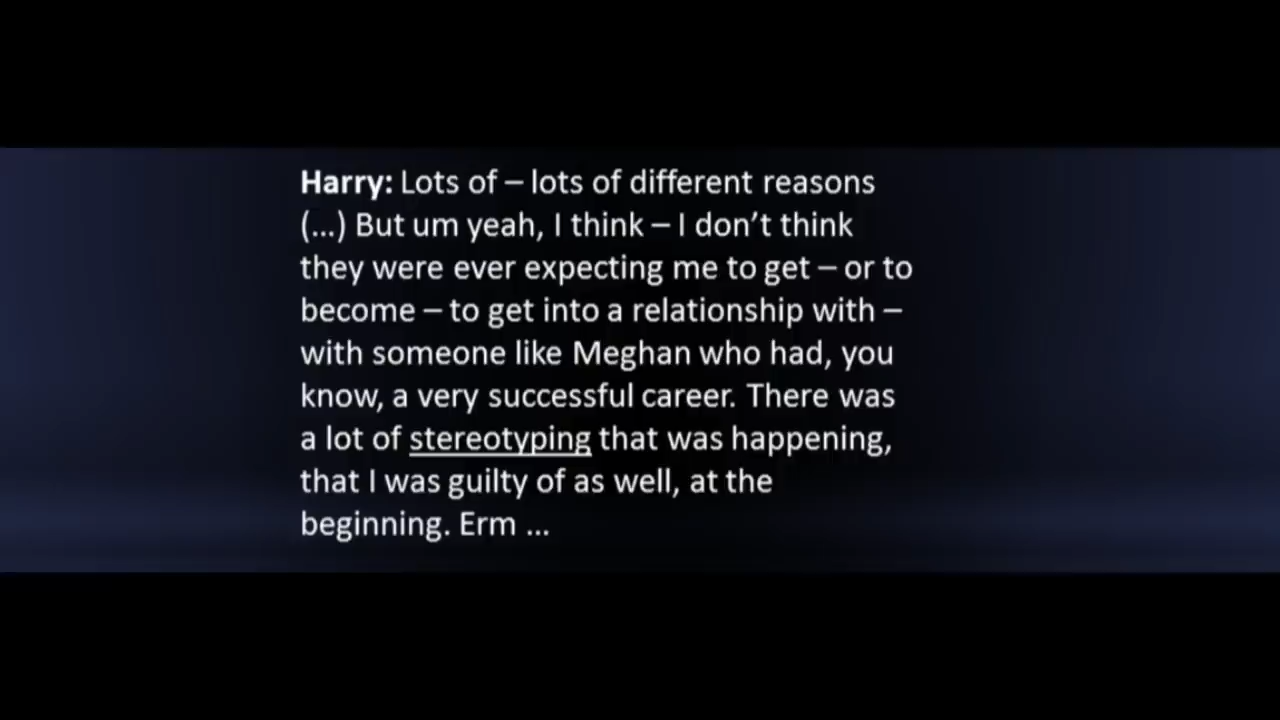 Harry: Lots of – lots of different reasons
(...) But um yeah, I think – I don’t think
they were ever expecting me to get – or to
become – to get into a relationship with –
with someone like Meghan who had, you
know, a very successful career. There was
a lot of stereotyping that was happening,
that I was guilty of as well, at the
beginning. Erm ...